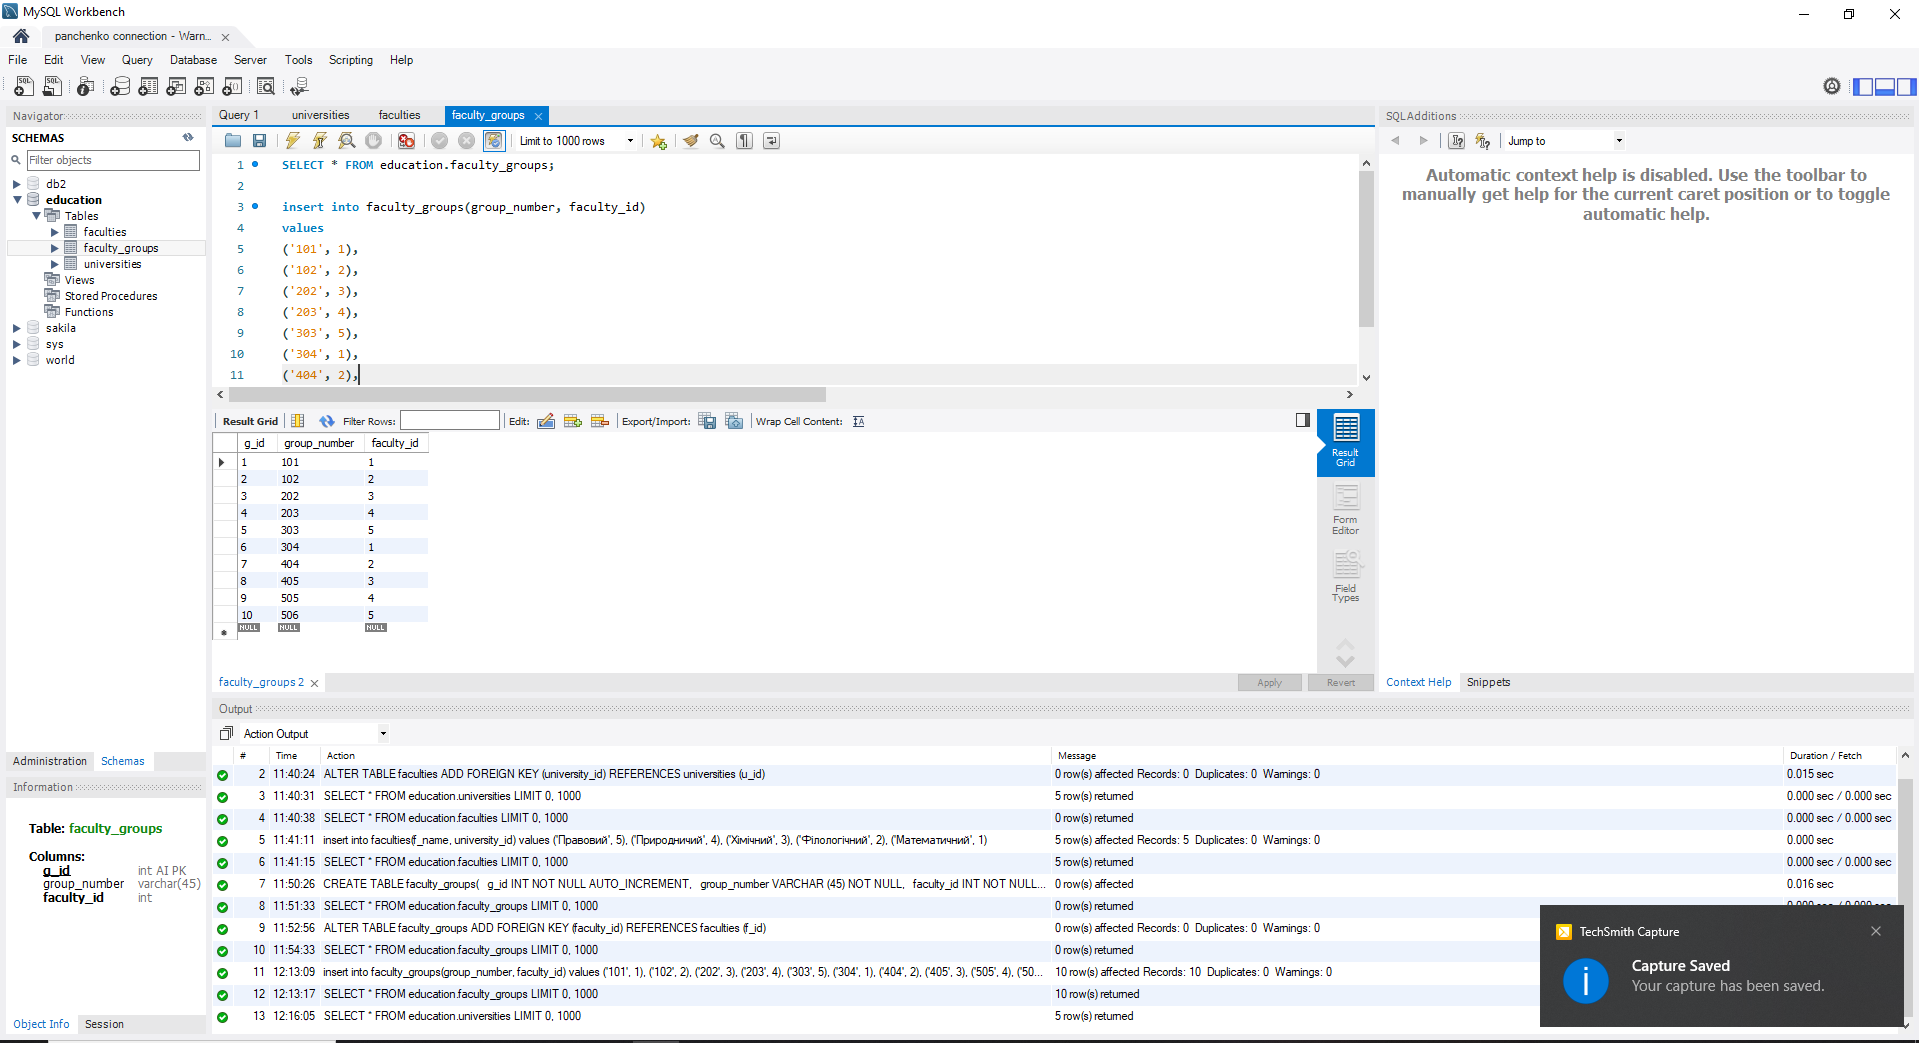 MySQL Workbench
panchenko connection - Warn...
File Edit View Query Database Server Tools Scripting Help
Navigator
SCHEMAS
Filter objects
db2
education
Tables
faculties
faculty_groups
universities
Views
Stored Procedures
Functions
sakila
sys
world
Administration Schemas
Information
Table: faculty_groups
Columns:
g_id int AI PK
group_number varchar(45)
faculty_id int
Object Info Session
Query 1 universities faculties faculty_groups
Limit to 1000 rows
1 SELECT * FROM education.faculty_groups;
2
3 insert into faculty_groups(group_number, faculty_id)
4 values
5 ('101', 1),
6 ('102', 2),
7 ('202', 3),
8 ('203', 4),
9 ('303', 5),
10 ('304', 1),
11 ('404', 2),
Result Grid Filter Rows: Edit: Export/Import: Wrap Cell Content:
g_id group_number faculty_id
1 101 1
2 102 2
3 202 3
4 203 4
5 303 5
6 304 1
7 404 2
8 405 3
9 505 4
10 506 5
NULL NULL NULL
Result Grid
Form Editor
Field Types
faculty_groups 2
Apply Revert
SQLAdditions
Jump to
Automatic context help is disabled. Use the toolbar to
manually get help for the current caret position or to toggle
automatic help.
Context Help Snippets
Output
Action Output
# Time Action Message Duration / Fetch
2 11:40:24 ALTER TABLE faculties ADD FOREIGN KEY (university_id) REFERENCES universities (u_id) 0 row(s) affected Records: 0 Duplicates: 0 Warnings: 0 0.015 sec
3 11:40:31 SELECT * FROM education.universities LIMIT 0, 1000 5 row(s) returned 0.000 sec / 0.000 sec
4 11:40:38 SELECT * FROM education.faculties LIMIT 0, 1000 0 row(s) returned 0.000 sec / 0.000 sec
5 11:41:11 insert into faculties(f_name, university_id) values ('Правовий', 5), ('Природничий', 4), ('Хімічний', 3), ('Філологічний', 2), ('Математичний', 1) 5 row(s) affected Records: 5 Duplicates: 0 Warnings: 0 0.000 sec
6 11:41:15 SELECT * FROM education.faculties LIMIT 0, 1000 5 row(s) returned 0.000 sec / 0.000 sec
7 11:50:26 CREATE TABLE faculty_groups( g_id INT NOT NULL AUTO_INCREMENT, group_number VARCHAR (45) NOT NULL, faculty_id INT NOT NULL... 0 row(s) affected 0.016 sec
8 11:51:33 SELECT * FROM education.faculty_groups LIMIT 0, 1000 0 row(s) returned 0.000 sec / 0.000 sec
9 11:52:56 ALTER TABLE faculty_groups ADD FOREIGN KEY (faculty_id) REFERENCES faculties (f_id) 0 row(s) affected Records: 0 Duplicates: 0 Warnings: 0
10 11:54:33 SELECT * FROM education.faculty_groups LIMIT 0, 1000 0 row(s) returned
11 12:13:09 insert into faculty_groups(group_number, faculty_id) values ('101', 1), ('102', 2), ('202', 3), ('203', 4), ('303', 5), ('304', 1), ('404', 2), ('405', 3), ('505', 4), ('50... 10 row(s) affected Records: 10 Duplicates: 0 Warnings: 0
12 12:13:17 SELECT * FROM education.faculty_groups LIMIT 0, 1000 10 row(s) returned
13 12:16:05 SELECT * FROM education.universities LIMIT 0, 1000 5 row(s) returned
TechSmith Capture
Capture Saved
Your capture has been saved.